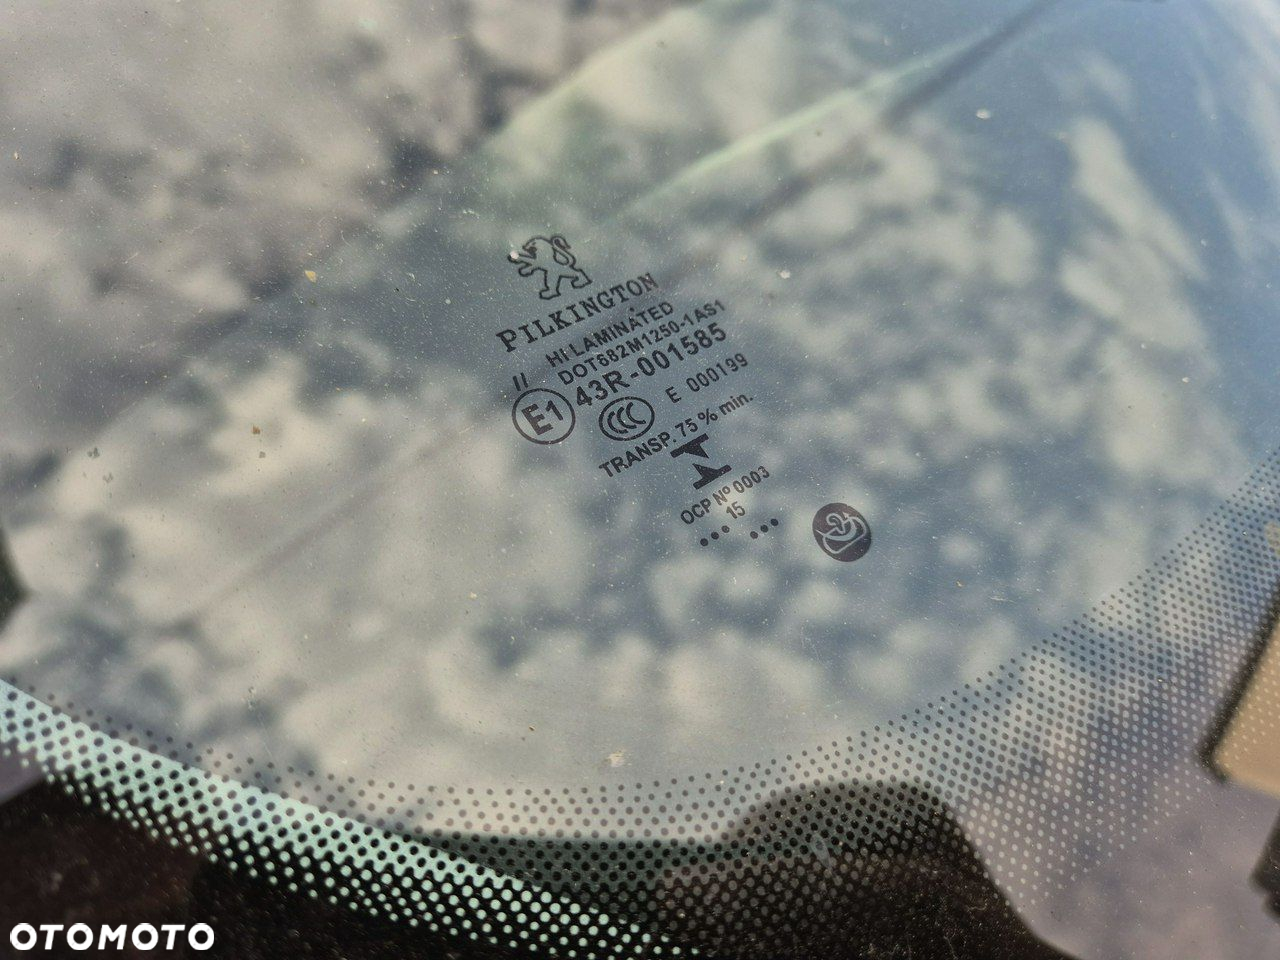 PILKINGTON
HI LAMINATED
DOT682M1250-1AS1
II
43R-001585
E1
CCC
E 000199
TRANSP. 75 % min.
OCP Nº 0003
15
... ...
OTOMOTO